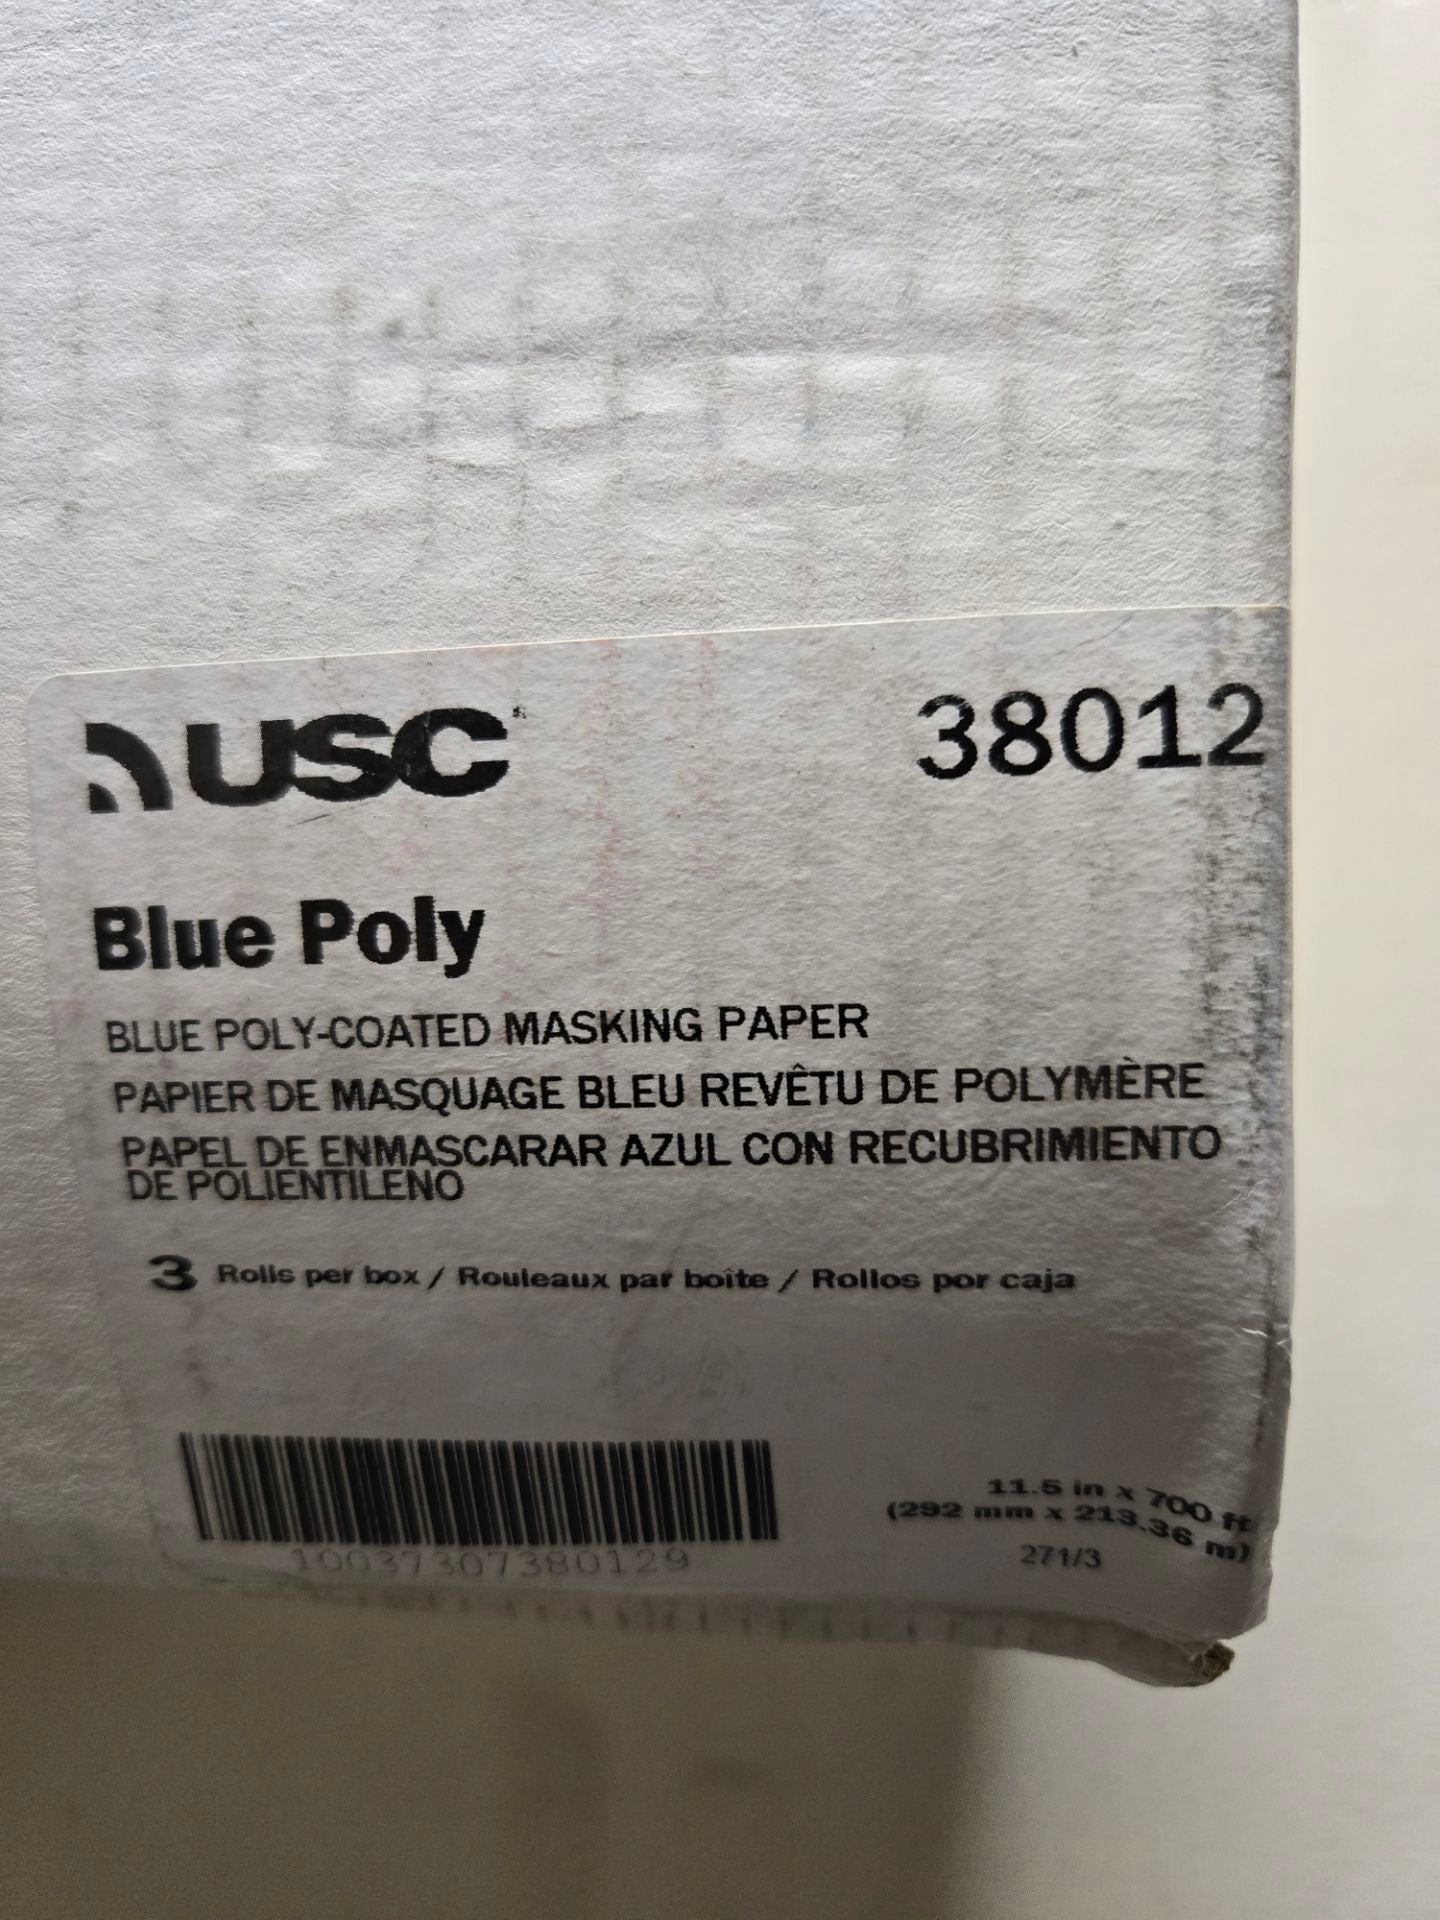 USC
38012
Blue Poly
BLUE POLY-COATED MASKING PAPER
PAPIER DE MASQUAGE BLEU REVÊTU DE POLYMÈRE
PAPEL DE ENMASCARAR AZUL CON RECUBRIMIENTO
DE POLIENTILENO
3 Rolls per box / Rouleaux par boîte / Rollos por caja
11.5 in x 700 ft
(292 mm x 213.36 m)
271/3
10037307380129